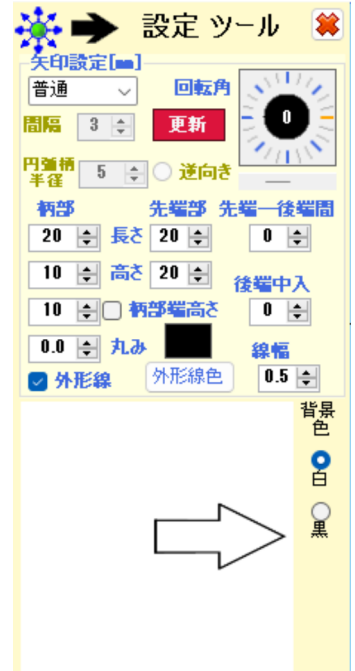 設定 ツール
矢印設定[mm]
普通
回転角
間隔 3 更新
0
円弧柄
半径 5 逆向き
柄部 先端部 先端―後端間
20 長さ 20 0
10 高さ 20
後端中入
10 柄部端高さ 0
0.0 丸み
線幅
外形線 外形線色 0.5
背景
色
白
黒